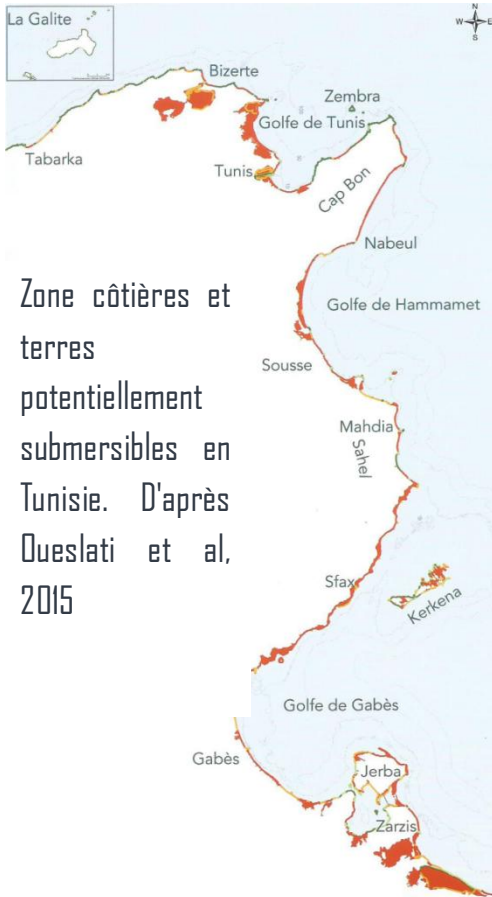 La Galite
N
W E
S
Bizerte
Zembra
Golfe de Tunis
Tabarka
Tunis
Cap Bon
Nabeul
Zone côtières et
terres
potentiellement
submersibles en
Tunisie. D'après
Oueslati et al,
2015
Golfe de Hammamet
Sousse
Mahdia
Sahel
Sfax
Kerkena
Golfe de Gabès
Gabès
Jerba
Zarzis